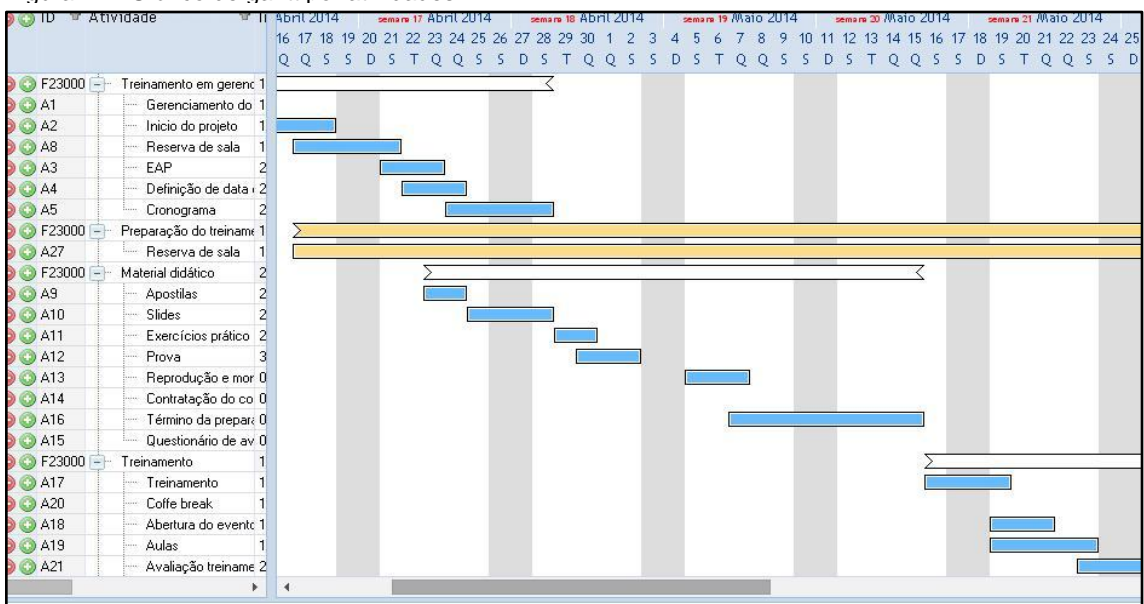 ID Atividade Abril 2014 semana 17 Abril 2014 semana 18 Abril 2014 semana 19 Maio 2014 semana 20 Maio 2014 semana 21 Maio 2014
16 17 18 19 20 21 22 23 24 25 26 27 28 29 30 1 2 3 4 5 6 7 8 9 10 11 12 13 14 15 16 17 18 19 20 21 22 23 24 25
Q Q S S D S T Q Q S S D S T Q Q S S D S T Q Q S S D S T Q Q S S D S T Q Q S S D
F23000 Treinamento em gerenc 1
A1 Gerenciamento do 1
A2 Inicio do projeto 1
A8 Reserva de sala 1
A3 EAP 2
A4 Definição de data 2
A5 Cronograma 2
F23000 Preparação do treiname 1
A27 Reserva de sala 1
F23000 Material didático 2
A9 Apostilas 2
A10 Slides 2
A11 Exercícios prático 2
A12 Prova 3
A13 Reprodução e mor 0
A14 Contratação do co 0
A16 Término da prepara 0
A15 Questionário de av 0
F23000 Treinamento 1
A17 Treinamento 1
A20 Coffe break 1
A18 Abertura do evento 1
A19 Aulas 1
A21 Avaliação treiname 2